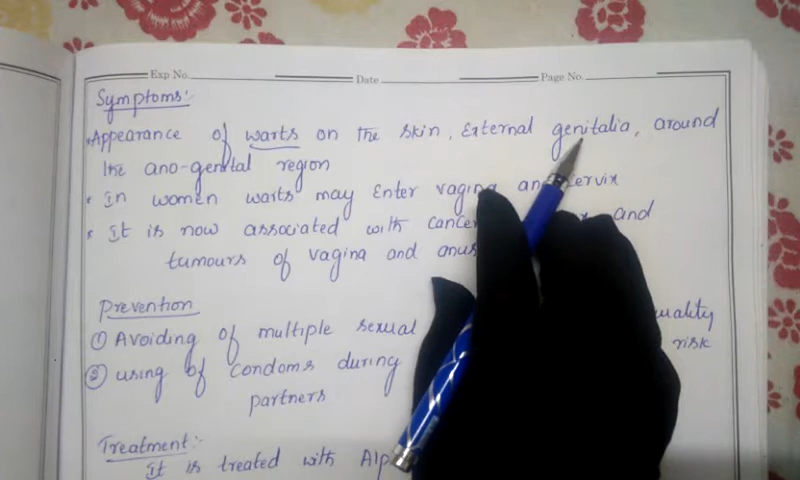 Exp No. Date Page No.
Symptoms:-
• Appearance of warts on the skin, External genitalia, around
the ano-genital region
• In women warts may Enter vagina and cervix
• It is now associated with cance and
tumours of vagina and anus
Prevention
① Avoiding of multiple sexual
② using of condoms during risk
partners
Treatment:-
It is treated with Alp